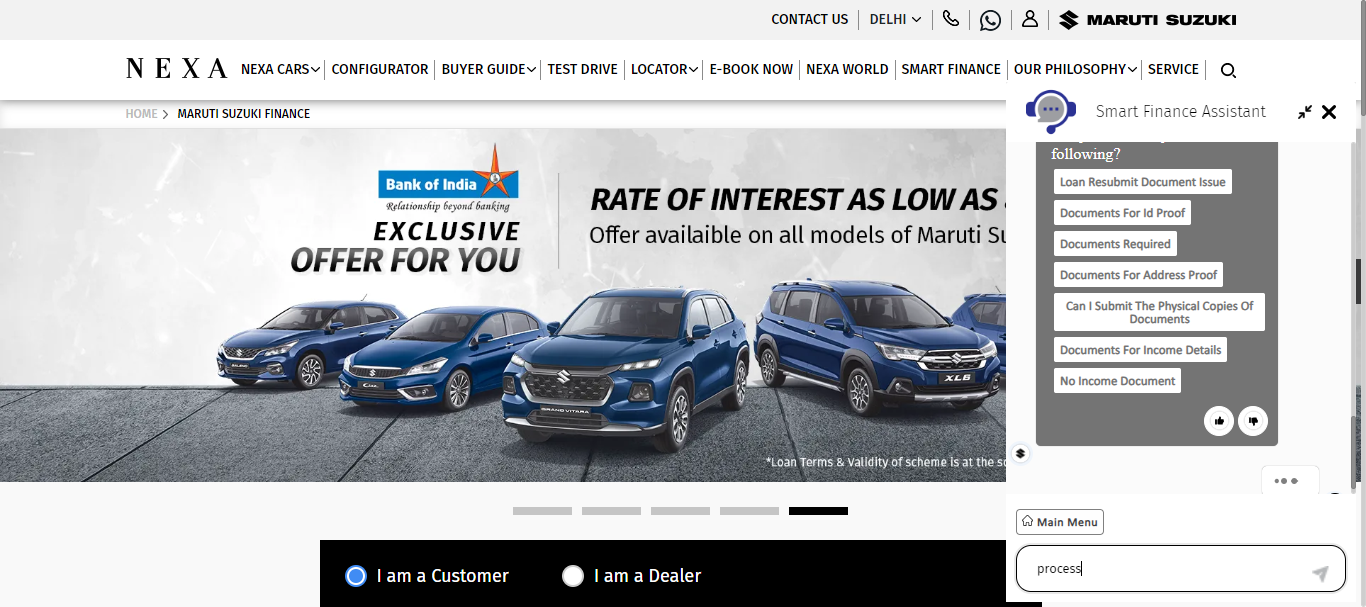 CONTACT US
DELHI
MARUTI SUZUKI
NEXA
NEXA CARS
CONFIGURATOR
BUYER GUIDE
TEST DRIVE
LOCATOR
E-BOOK NOW
NEXA WORLD
SMART FINANCE
OUR PHILOSOPHY
SERVICE
HOME
MARUTI SUZUKI FINANCE
Bank of India
Relationship beyond banking
EXCLUSIVE
OFFER FOR YOU
RATE OF INTEREST AS LOW AS
Offer availaible on all models of Maruti Su
BALENO
CIAZ
GRAND VITARA
XL6
*Loan Terms & Validity of scheme is at the so
I am a Customer
I am a Dealer
Smart Finance Assistant
following?
Loan Resubmit Document Issue
Documents For Id Proof
Documents Required
Documents For Address Proof
Can I Submit The Physical Copies Of
Documents
Documents For Income Details
No Income Document
Main Menu
process